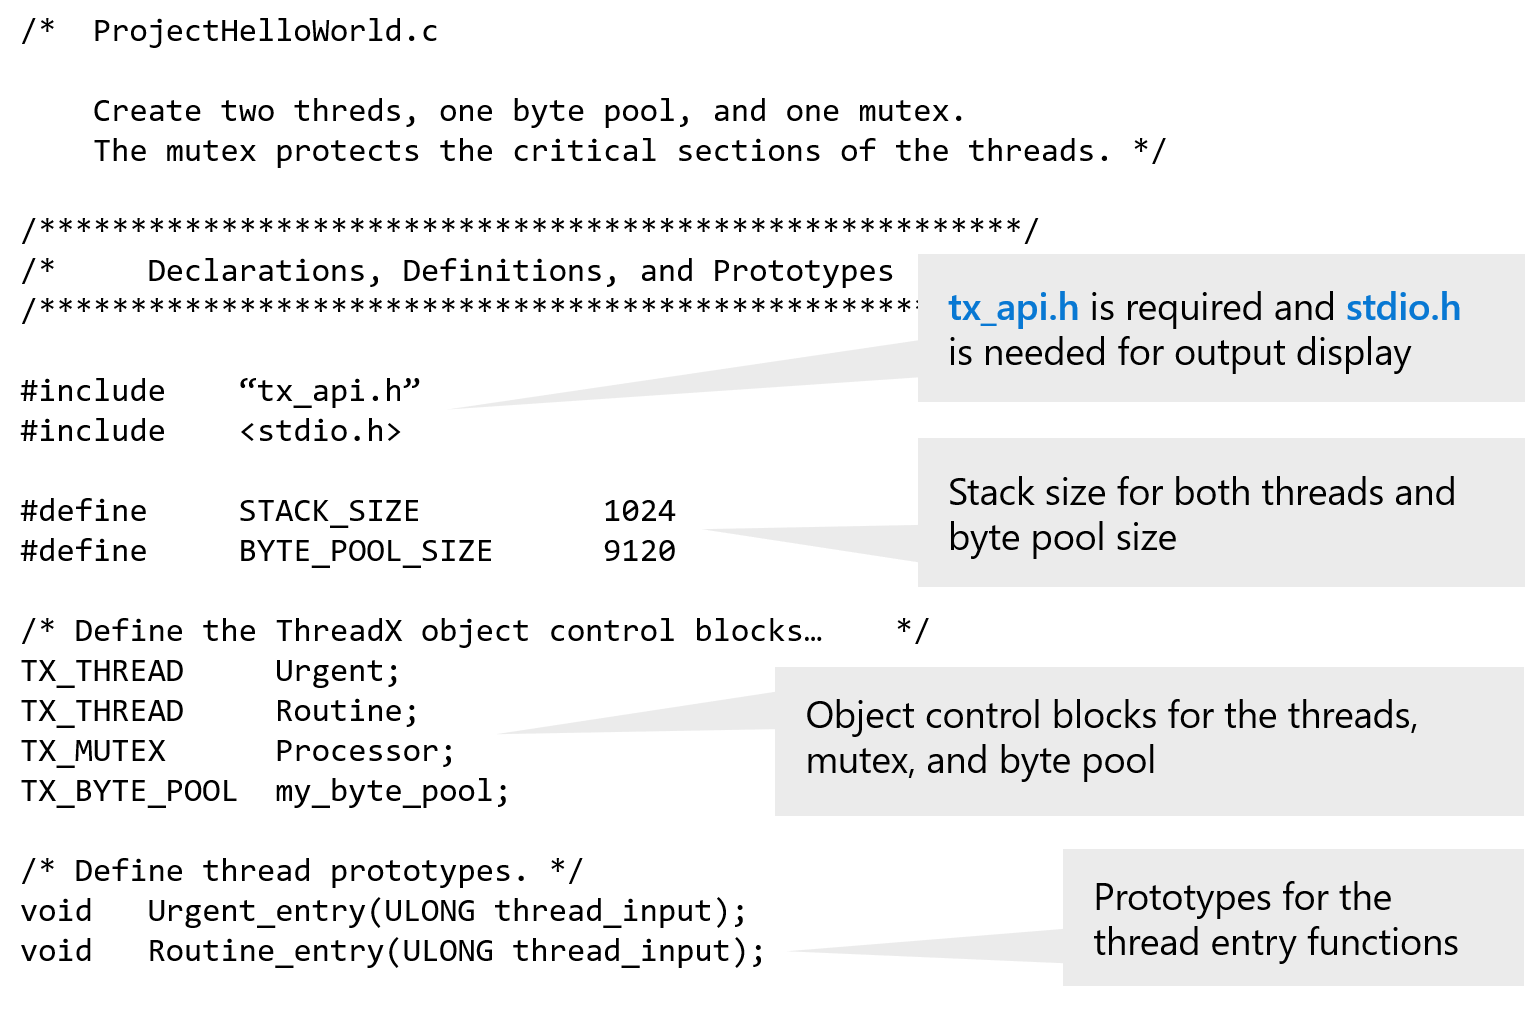 /*  ProjectHelloWorld.c
    Create two threds, one byte pool, and one mutex.
    The mutex protects the critical sections of the threads. */
/******************************************************/
/*     Declarations, Definitions, and Prototypes
/************************************************
tx_api.h is required and stdio.h
is needed for output display
#include    “tx_api.h”
#include    <stdio.h>
#define     STACK_SIZE          1024
#define     BYTE_POOL_SIZE      9120
Stack size for both threads and
byte pool size
/* Define the ThreadX object control blocks…    */
TX_THREAD     Urgent;
TX_THREAD     Routine;
TX_MUTEX      Processor;
TX_BYTE_POOL  my_byte_pool;
Object control blocks for the threads,
mutex, and byte pool
/* Define thread prototypes. */
void   Urgent_entry(ULONG thread_input);
void   Routine_entry(ULONG thread_input);
Prototypes for the
thread entry functions